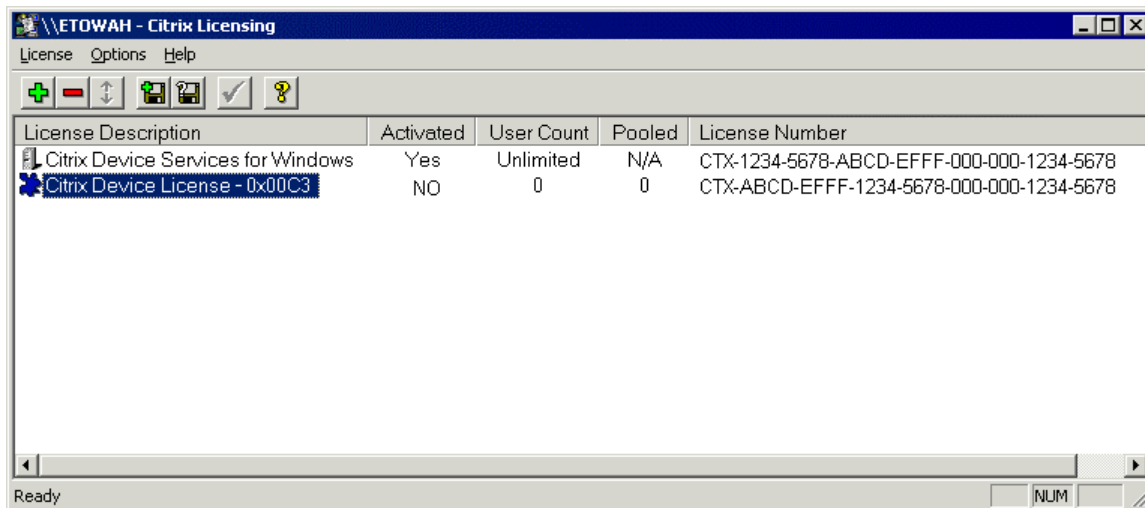 \\ETOWAH - Citrix Licensing
License Options Help
License Description Activated User Count Pooled License Number
Citrix Device Services for Windows Yes Unlimited N/A CTX-1234-5678-ABCD-EFFF-000-000-1234-5678
Citrix Device License - 0x00C3 NO 0 0 CTX-ABCD-EFFF-1234-5678-000-000-1234-5678
Ready NUM